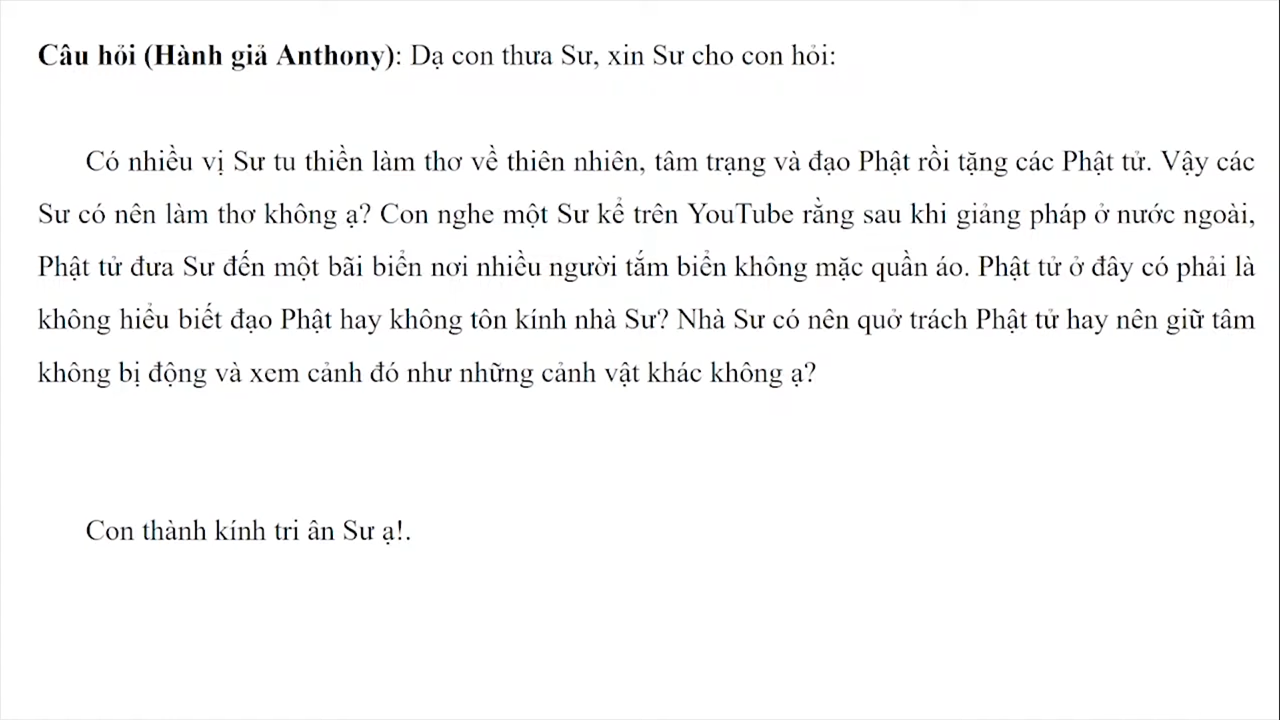 Câu hỏi (Hành giả Anthony): Dạ con thưa Sư, xin Sư cho con hỏi:
Có nhiều vị Sư tu thiền làm thơ về thiên nhiên, tâm trạng và đạo Phật rồi tặng các Phật tử. Vậy các
Sư có nên làm thơ không ạ? Con nghe một Sư kể trên YouTube rằng sau khi giảng pháp ở nước ngoài,
Phật tử đưa Sư đến một bãi biển nơi nhiều người tắm biển không mặc quần áo. Phật tử ở đây có phải là
không hiểu biết đạo Phật hay không tôn kính nhà Sư? Nhà Sư có nên quở trách Phật tử hay nên giữ tâm
không bị động và xem cảnh đó như những cảnh vật khác không ạ?
Con thành kính tri ân Sư ạ!.